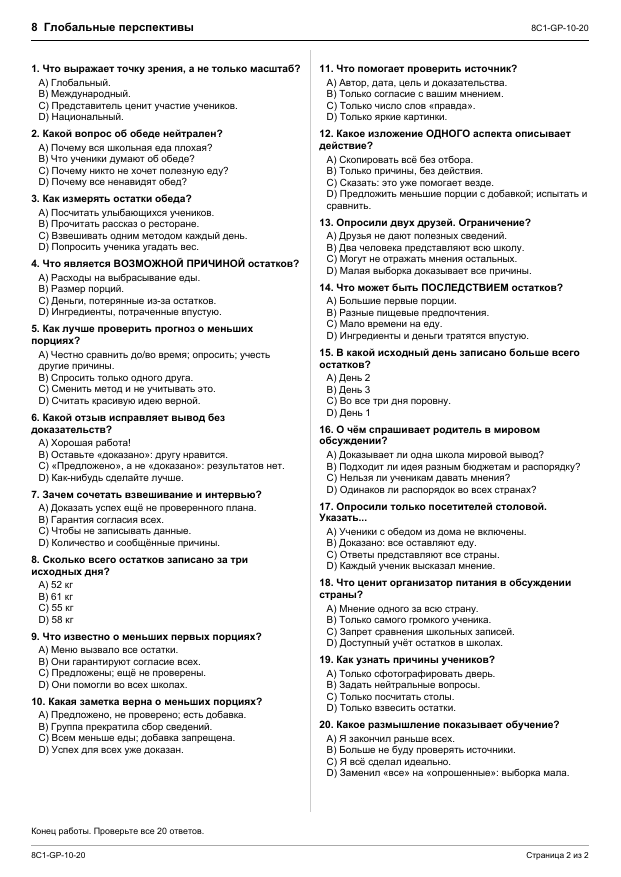 8 Глобальные перспективы
8C1-GP-10-20
1. Что выражает точку зрения, а не только масштаб?
A) Глобальный.
B) Международный.
C) Представитель ценит участие учеников.
D) Национальный.
2. Какой вопрос об обеде нейтрален?
A) Почему вся школьная еда плохая?
B) Что ученики думают об обеде?
C) Почему никто не хочет полезную еду?
D) Почему все ненавидят обед?
3. Как измерять остатки обеда?
A) Посчитать улыбающихся учеников.
B) Прочитать рассказ о ресторане.
C) Взвешивать одним методом каждый день.
D) Попросить ученика угадать вес.
4. Что является ВОЗМОЖНОЙ ПРИЧИНОЙ остатков?
A) Расходы на выбрасывание еды.
B) Размер порций.
C) Деньги, потерянные из-за остатков.
D) Ингредиенты, потраченные впустую.
5. Как лучше проверить прогноз о меньших
порциях?
A) Честно сравнить до/во время; опросить; учесть
другие причины.
B) Спросить только одного друга.
C) Сменить метод и не учитывать это.
D) Считать красивую идею верной.
6. Какой отзыв исправляет вывод без
доказательств?
A) Хорошая работа!
B) Оставьте «доказано»: другу нравится.
C) «Предложено», а не «доказано»: результатов нет.
D) Как-нибудь сделайте лучше.
7. Зачем сочетать взвешивание и интервью?
A) Доказать успех ещё не проверенного плана.
B) Гарантия согласия всех.
C) Чтобы не записывать данные.
D) Количество и сообщённые причины.
8. Сколько всего остатков записано за три
исходных дня?
A) 52 кг
B) 61 кг
C) 55 кг
D) 58 кг
9. Что известно о меньших первых порциях?
A) Меню вызвало все остатки.
B) Они гарантируют согласие всех.
C) Предложены; ещё не проверены.
D) Они помогли во всех школах.
10. Какая заметка верна о меньших порциях?
A) Предложено, не проверено; есть добавка.
B) Группа прекратила сбор сведений.
C) Всем меньше еды; добавка запрещена.
D) Успех для всех уже доказан.
11. Что помогает проверить источник?
A) Автор, дата, цель и доказательства.
B) Только согласие с вашим мнением.
C) Только число слов «правда».
D) Только яркие картинки.
12. Какое изложение ОДНОГО аспекта описывает
действие?
A) Скопировать всё без отбора.
B) Только причины, без действия.
C) Сказать: это уже помогает везде.
D) Предложить меньшие порции с добавкой; испытать и
сравнить.
13. Опросили двух друзей. Ограничение?
A) Друзья не дают полезных сведений.
B) Два человека представляют всю школу.
C) Могут не отражать мнения остальных.
D) Малая выборка доказывает все причины.
14. Что может быть ПОСЛЕДСТВИЕМ остатков?
A) Большие первые порции.
B) Разные пищевые предпочтения.
C) Мало времени на еду.
D) Ингредиенты и деньги тратятся впустую.
15. В какой исходный день записано больше всего
остатков?
A) День 2
B) День 3
C) Во все три дня поровну.
D) День 1
16. О чём спрашивает родитель в мировом
обсуждении?
A) Доказывает ли одна школа мировой вывод?
B) Подходит ли идея разным бюджетам и распорядку?
C) Нельзя ли ученикам давать мнения?
D) Одинаков ли распорядок во всех странах?
17. Опросили только посетителей столовой.
Указать...
A) Ученики с обедом из дома не включены.
B) Доказано: все оставляют еду.
C) Ответы представляют все страны.
D) Каждый ученик высказал мнение.
18. Что ценит организатор питания в обсуждении
страны?
A) Мнение одного за всю страну.
B) Только самого громкого ученика.
C) Запрет сравнения школьных записей.
D) Доступный учёт остатков в школах.
19. Как узнать причины учеников?
A) Только сфотографировать дверь.
B) Задать нейтральные вопросы.
C) Только посчитать столы.
D) Только взвесить остатки.
20. Какое размышление показывает обучение?
A) Я закончил раньше всех.
B) Больше не буду проверять источники.
C) Я всё сделал идеально.
D) Заменил «все» на «опрошенные»: выборка мала.
Конец работы. Проверьте все 20 ответов.
8C1-GP-10-20
Страница 2 из 2